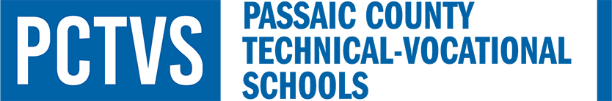 PCTVS
PASSAIC COUNTY
TECHNICAL-VOCATIONAL
SCHOOLS